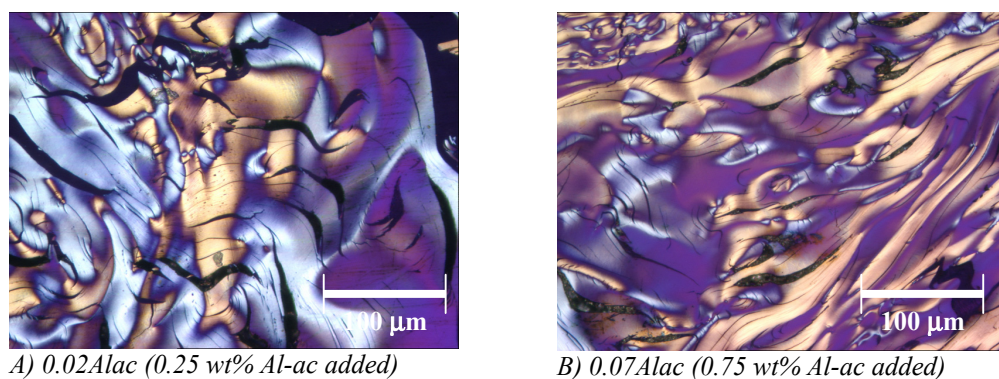 100 μm
100 μm
A) 0.02Alac (0.25 wt% Al-ac added)
B) 0.07Alac (0.75 wt% Al-ac added)